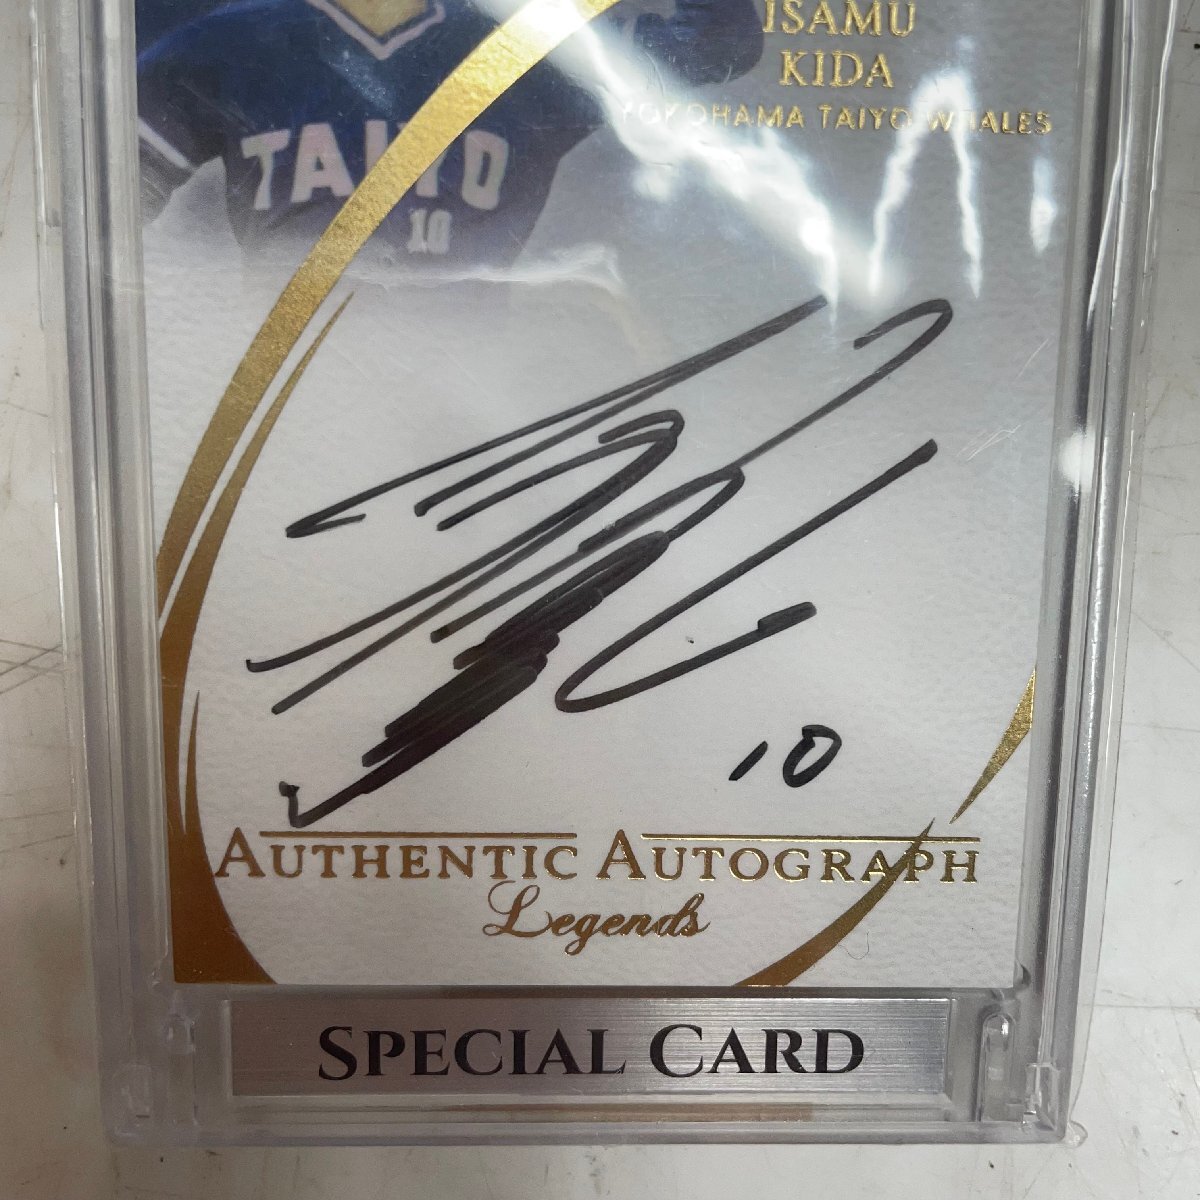 ISAMU
KIDA
YOKOHAMA TAIYO WHALES
TAIYO
10
10
AUTHENTIC AUTOGRAPH
Legends
SPECIAL CARD